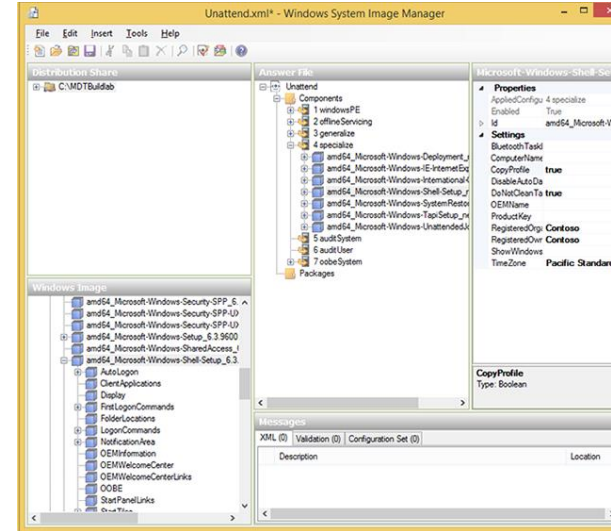 Unattend.xml* - Windows System Image Manager
File Edit Insert Tools Help
Distribution Share
C:\MDTBuildlab
Windows Image
amd64_Microsoft-Windows-Security-SPP_6.
amd64_Microsoft-Windows-Security-SPP-UX
amd64_Microsoft-Windows-Security-SPP-UX
amd64_Microsoft-Windows-Setup_6.3.9600
amd64_Microsoft-Windows-SharedAccess_
amd64_Microsoft-Windows-Shell-Setup_6.3.
AutoLogon
ClientApplications
Display
FirstLogonCommands
FolderLocations
LogonCommands
NotificationArea
OEMInformation
OEMWelcomeCenter
OEMWelcomeCenterLinks
OOBE
StartPanelLinks
StartTiles
Answer File
Unattend
Components
1 windowsPE
2 offlineServicing
3 generalize
4 specialize
amd64_Microsoft-Windows-Deployment_
amd64_Microsoft-Windows-IE-InternetExp
amd64_Microsoft-Windows-International-C
amd64_Microsoft-Windows-Shell-Setup_n
amd64_Microsoft-Windows-SystemRestor
amd64_Microsoft-Windows-TapiSetup_ne
amd64_Microsoft-Windows-UnattendedJo
5 auditSystem
6 auditUser
7 oobeSystem
Packages
Microsoft-Windows-Shell-Se
Properties
AppliedConfigu 4 specialize
Enabled True
Id amd64_Microsoft-W
Settings
BluetoothTaskl
ComputerName
CopyProfile true
DisableAutoDa
DoNotCleanTa true
OEMName
ProductKey
RegisteredOrga Contoso
RegisteredOwr Contoso
ShowWindows
TimeZone Pacific Standard
CopyProfile
Type: Boolean
Messages
XML (0) Validation (0) Configuration Set (0)
Description Location